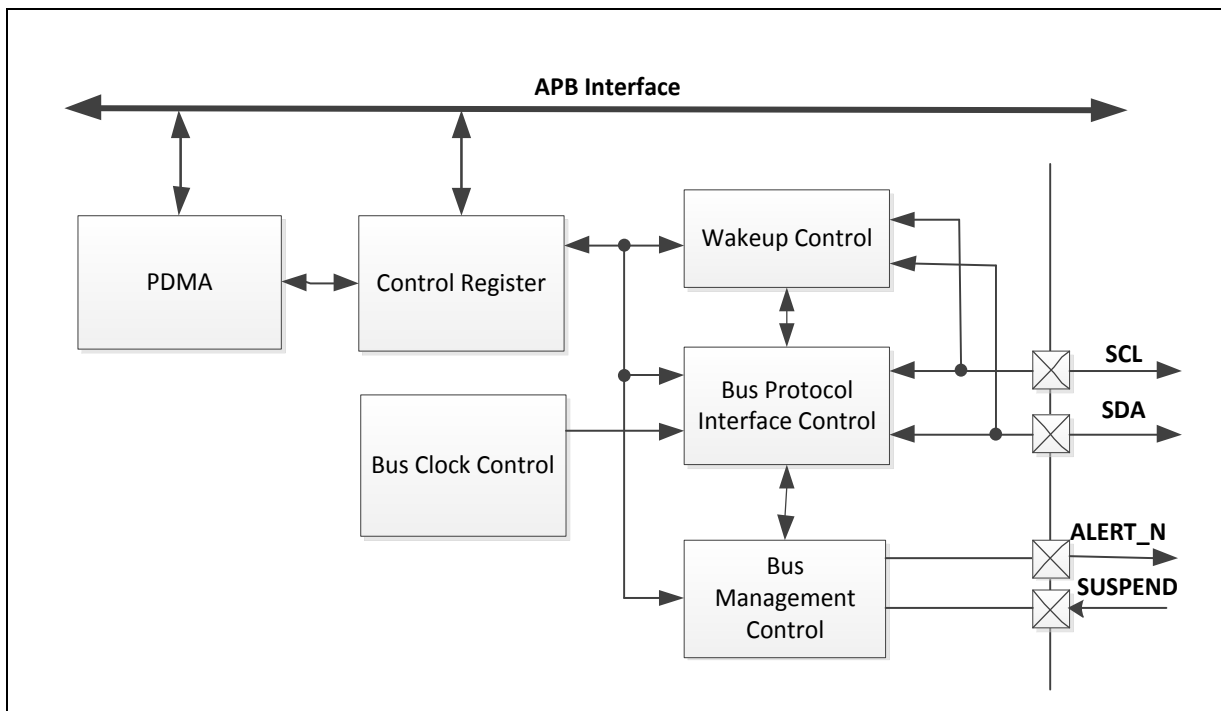 APB Interface
PDMA
Control Register
Wakeup Control
Bus Protocol
Interface Control
SCL
SDA
Bus Clock Control
Bus
Management
Control
ALERT_N
SUSPEND